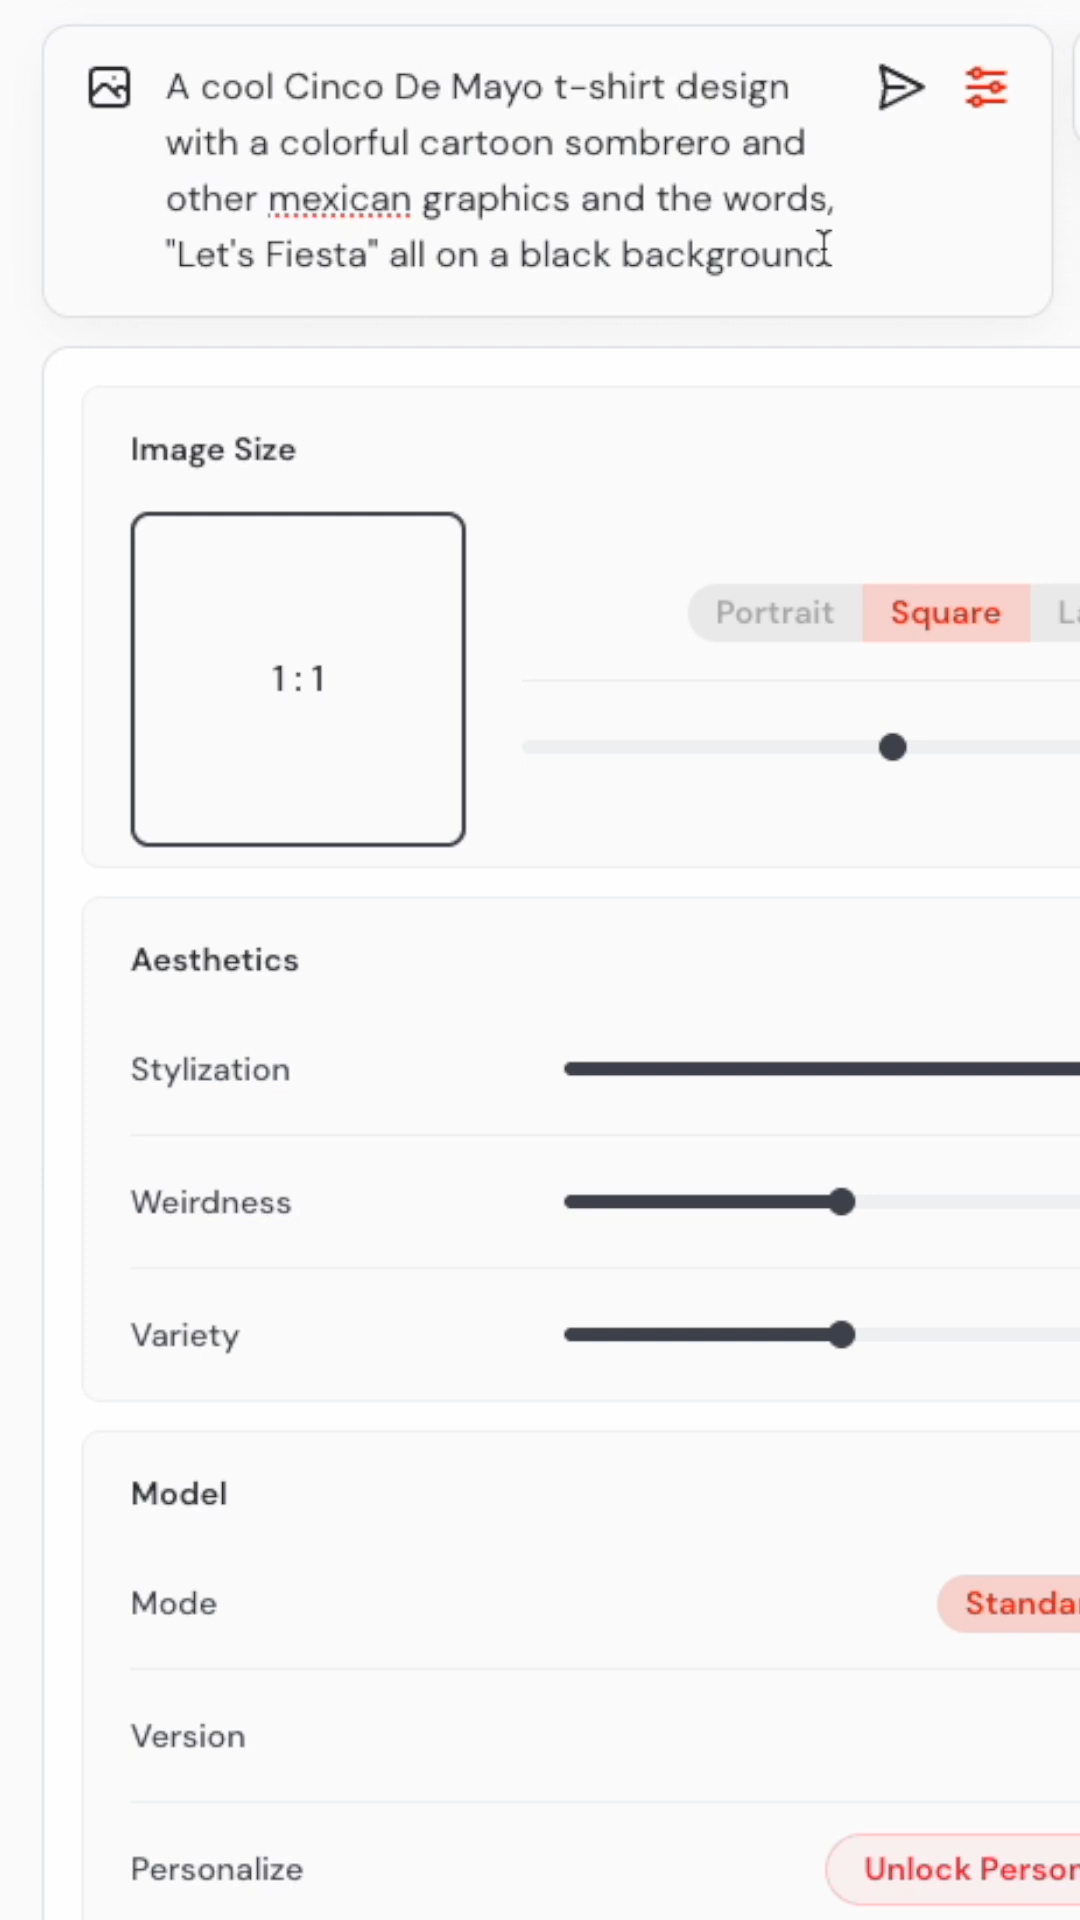 A cool Cinco De Mayo t-shirt design
with a colorful cartoon sombrero and
other mexican graphics and the words,
"Let's Fiesta" all on a black background
Image Size
1 : 1
Portrait
Square
Aesthetics
Stylization
Weirdness
Variety
Model
Mode
Version
Personalize
Unlock